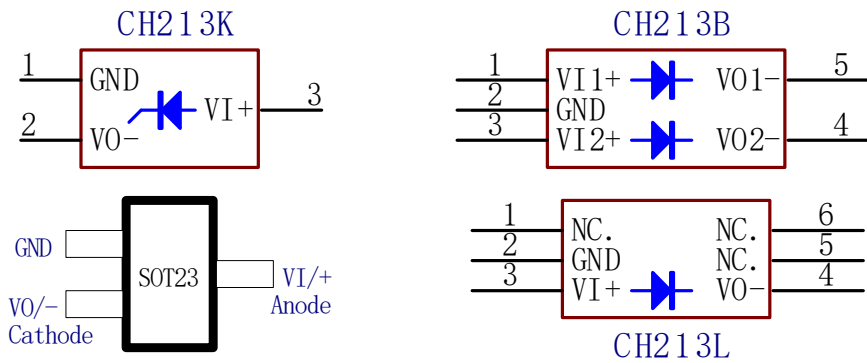 CH213K
1 GND
2 VO-
VI+ 3
GND
VO/-
Cathode
SOT23
VI/+
Anode
CH213B
1 VI1+ VO1- 5
2 GND
3 VI2+ VO2- 4
1 NC. NC. 6
2 GND NC. 5
3 VI+ VO- 4
CH213L